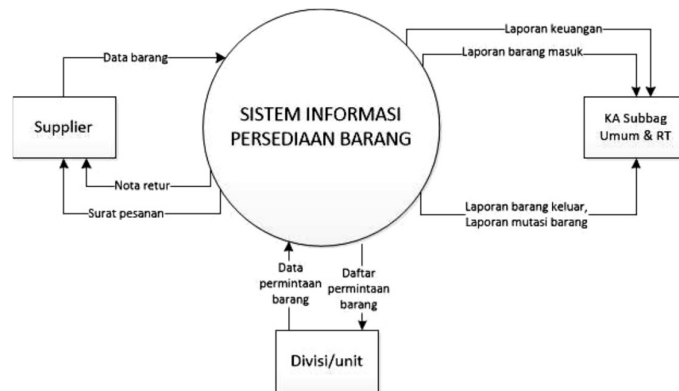 Laporan keuangan
Laporan barang masuk
Data barang
SISTEM INFORMASI
PERSEDIAAN BARANG
Supplier
KA Subbag
Umum & RT
Nota retur
Surat pesanan
Laporan barang keluar,
Laporan mutasi barang
Data
permintaan
barang
Daftar
permintaan
barang
Divisi/unit